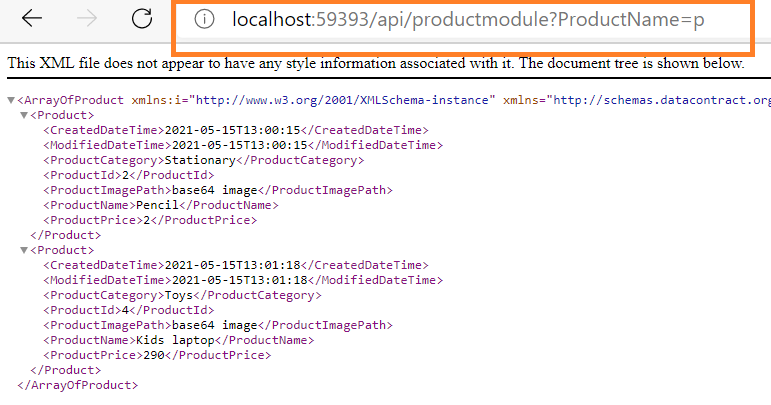 localhost:59393/api/productmodule?ProductName=p
This XML file does not appear to have any style information associated with it. The document tree is shown below.
▼<ArrayOfProduct xmlns:i="http://www.w3.org/2001/XMLSchema-instance" xmlns="http://schemas.datacontract.org
▼<Product>
<CreatedDateTime>2021-05-15T13:00:15</CreatedDateTime>
<ModifiedDateTime>2021-05-15T13:00:15</ModifiedDateTime>
<ProductCategory>Stationary</ProductCategory>
<ProductId>2</ProductId>
<ProductImagePath>base64 image</ProductImagePath>
<ProductName>Pencil</ProductName>
<ProductPrice>2</ProductPrice>
</Product>
▼<Product>
<CreatedDateTime>2021-05-15T13:01:18</CreatedDateTime>
<ModifiedDateTime>2021-05-15T13:01:18</ModifiedDateTime>
<ProductCategory>Toys</ProductCategory>
<ProductId>4</ProductId>
<ProductImagePath>base64 image</ProductImagePath>
<ProductName>Kids laptop</ProductName>
<ProductPrice>290</ProductPrice>
</Product>
</ArrayOfProduct>